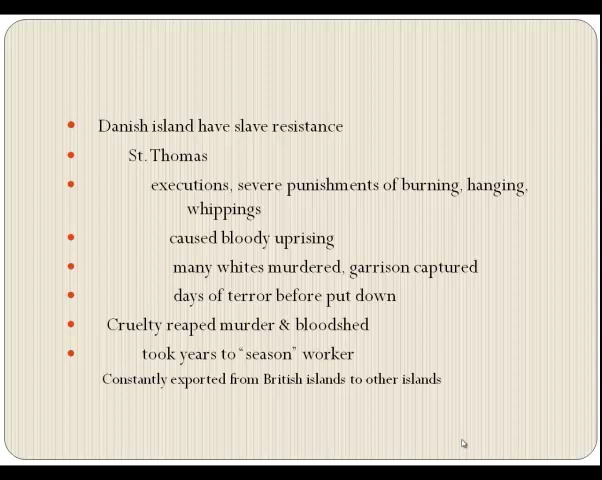 Danish island have slave resistance
St. Thomas
executions, severe punishments of burning, hanging,
whippings
caused bloody uprising
many whites murdered, garrison captured
days of terror before put down
Cruelty reaped murder & bloodshed
took years to “season” worker
Constantly exported from British islands to other islands